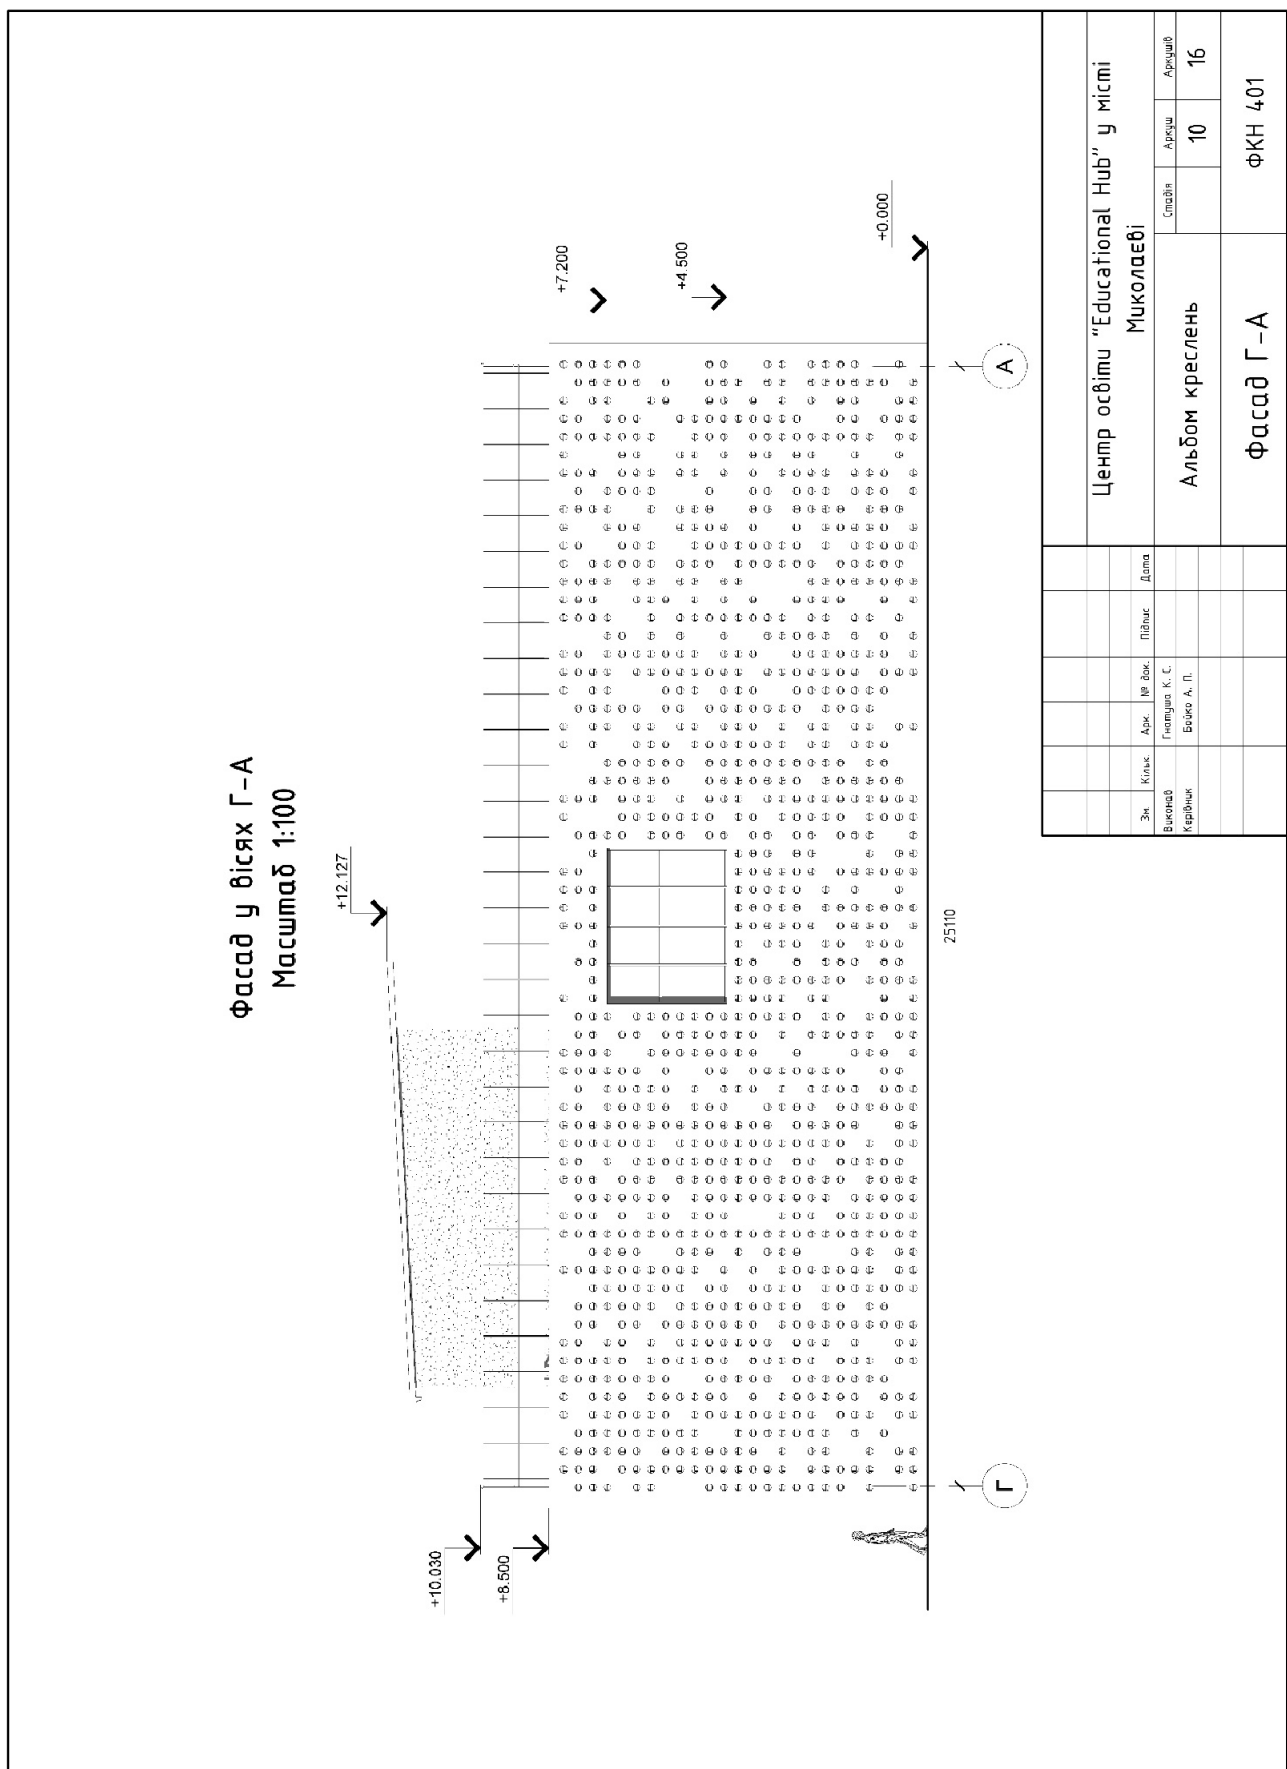 Фасад у вісях Г-А
Масштаб 1:100
+12.127
+10.030
+8.500
+7.200
+4.500
+0.000
25110
Г
А
Центр освіти "Educational Hub" у місті
Миколаєві
Зм.
Кільк.
Арк.
№ док.
Підпис
Дата
Виконав
Гнатуша К. С.
Керівник
Бойко А. П.
Альбом креслень
Стадія
Аркуш
Аркушів
10
16
Фасад Г-А
ФКН 401